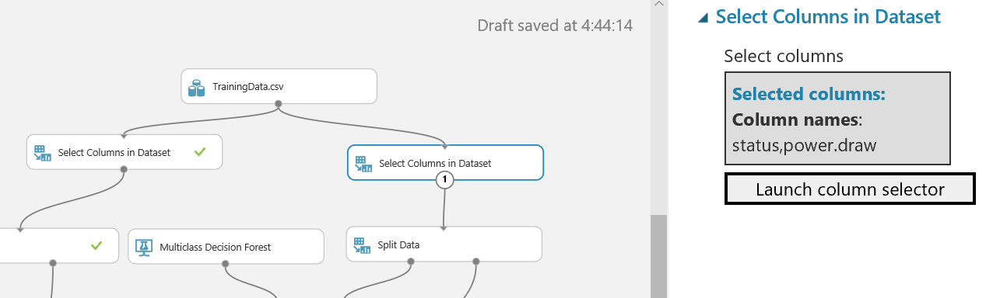 Draft saved at 4:44:14
TrainingData.csv
Select Columns in Dataset
Select Columns in Dataset
1
Multiclass Decision Forest
Split Data
Select Columns in Dataset
Select columns
Selected columns:
Column names:
status,power.draw
Launch column selector